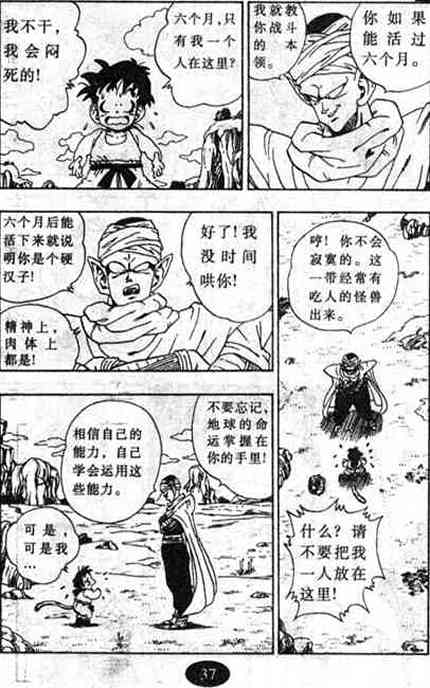 你如果
能活过
六个月。
我就教
你战斗
的本
领。
六个月,只
有我一个
人在这里?
我不干,
我会闷
死的!
哼!你不会
寂寞的。这
一带经常有
吃人的怪兽
出来。
什么?请
不要把我
一人放在
这里!
好了!我
没时间
哄你!
六个月后能
活下来就说
明你是个硬
汉子!
精神上,
肉体上
都是!
不要忘记,
地球的命
运掌握在
你的手里!
相信自己的
能力,自己
学会运用这
些能力。
可是,
可是我
…
37